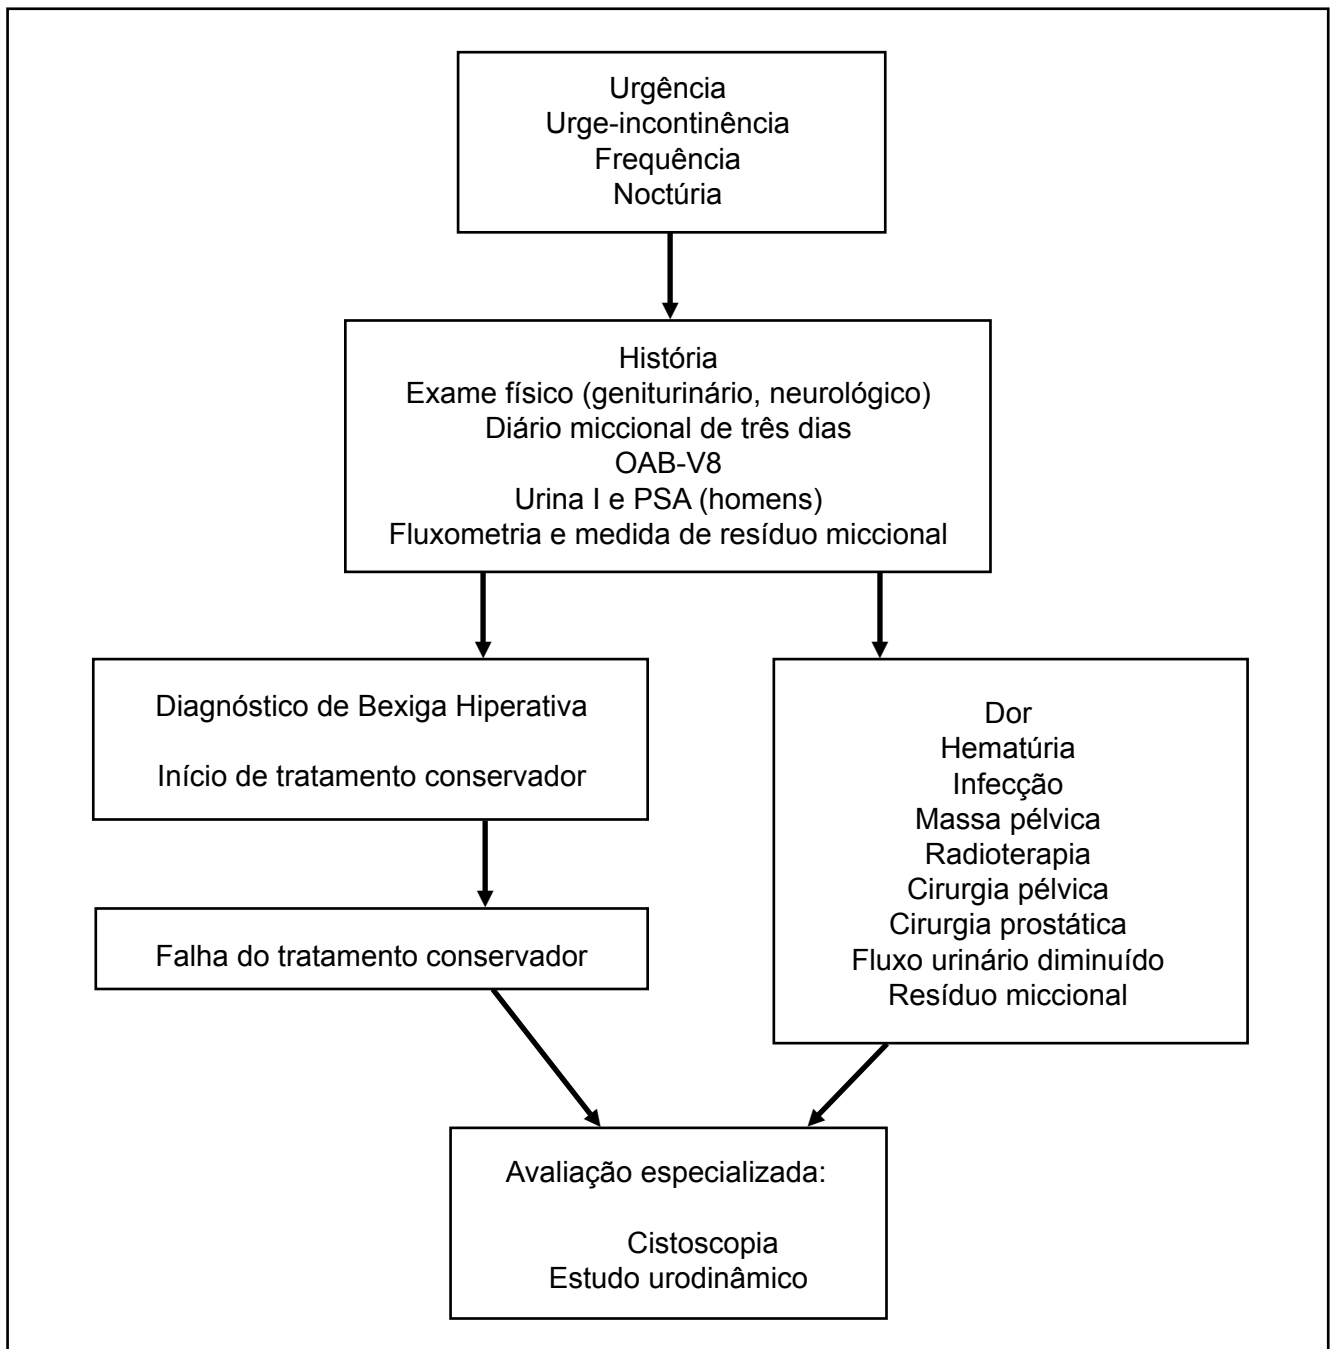 Urgência
Urge-incontinência
Frequência
Noctúria
História
Exame físico (geniturinário, neurológico)
Diário miccional de três dias
OAB-V8
Urina I e PSA (homens)
Fluxometria e medida de resíduo miccional
Diagnóstico de Bexiga Hiperativa
Início de tratamento conservador
Falha do tratamento conservador
Dor
Hematúria
Infecção
Massa pélvica
Radioterapia
Cirurgia pélvica
Cirurgia prostática
Fluxo urinário diminuído
Resíduo miccional
Avaliação especializada:
Cistoscopia
Estudo urodinâmico